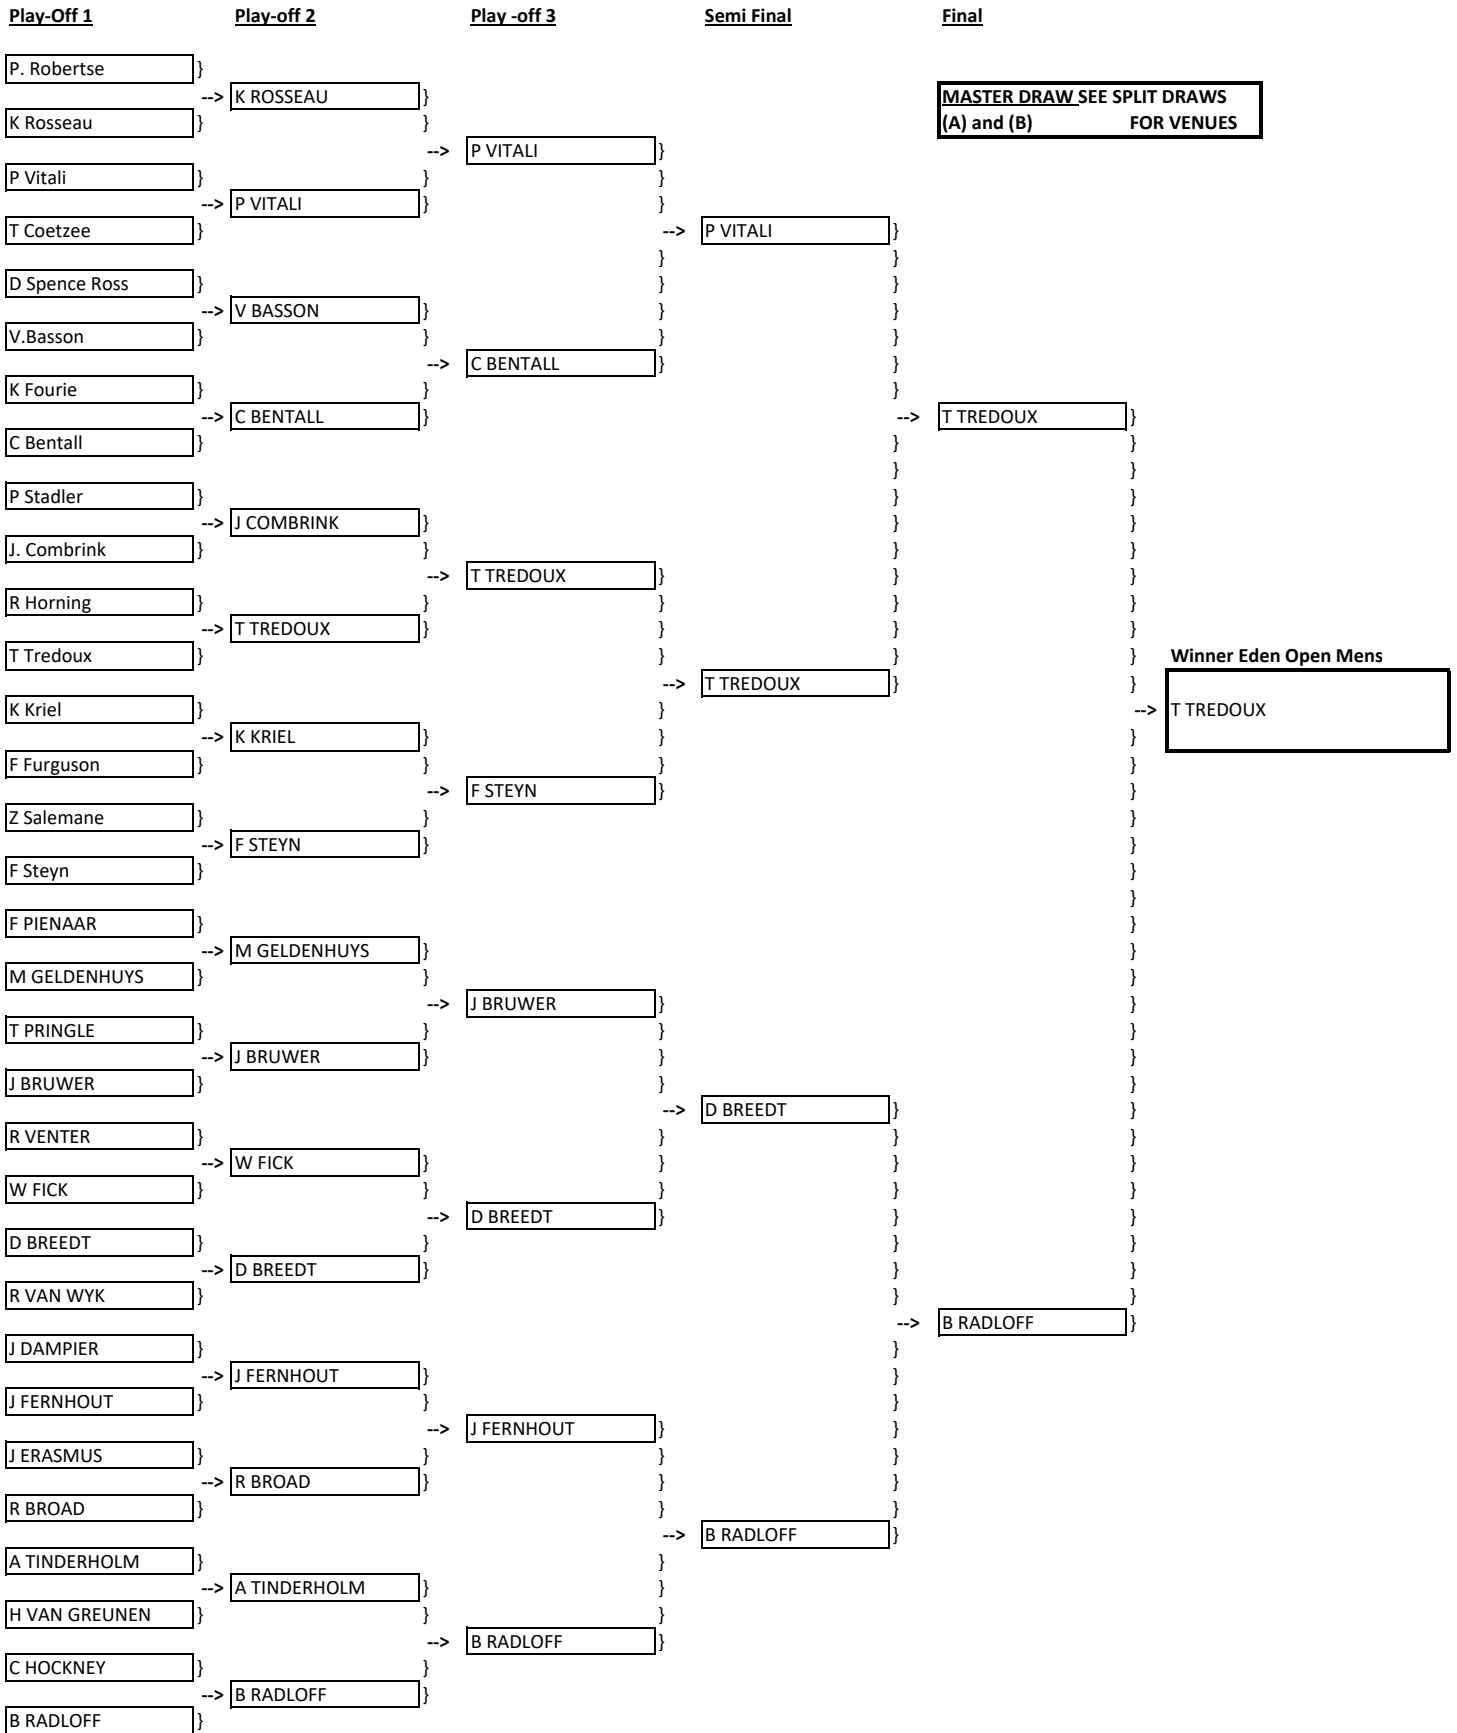 Play-Off 1 Play-off 2 Play -off 3 Semi Final Final
P. Robertse }
--> K ROSSEAU } MASTER DRAW SEE SPLIT DRAWS
K Rosseau } } (A) and (B) FOR VENUES
--> P VITALI }
P Vitali } } }
--> P VITALI } }
T Coetzee } --> P VITALI }
} }
D Spence Ross } } }
--> V BASSON } } }
V.Basson } } } }
--> C BENTALL } }
K Fourie } } }
--> C BENTALL } --> T TREDOUX }
C Bentall } } }
} }
P Stadler } } }
--> J COMBRINK } } }
J. Combrink } } } }
--> T TREDOUX } } }
R Horning } } } } }
--> T TREDOUX } } } }
T Tredoux } } } } Winner Eden Open Mens
--> T TREDOUX } }
K Kriel } } --> T TREDOUX
--> K KRIEL } } }
F Furguson } } } }
--> F STEYN } }
Z Salemane } } }
--> F STEYN } }
F Steyn } }
}
F PIENAAR } }
--> M GELDENHUYS } }
M GELDENHUYS } } }
--> J BRUWER } }
T PRINGLE } } } }
--> J BRUWER } } }
J BRUWER } } }
--> D BREEDT } }
R VENTER } } } }
--> W FICK } } } }
W FICK } } } } }
--> D BREEDT } } }
D BREEDT } } } }
--> D BREEDT } } }
R VAN WYK } } }
--> B RADLOFF }
J DAMPIER } }
--> J FERNHOUT } }
J FERNHOUT } } }
--> J FERNHOUT } }
J ERASMUS } } } }
--> R BROAD } } }
R BROAD } } }
--> B RADLOFF }
A TINDERHOLM } }
--> A TINDERHOLM } }
H VAN GREUNEN } } }
--> B RADLOFF }
C HOCKNEY } }
--> B RADLOFF }
B RADLOFF }